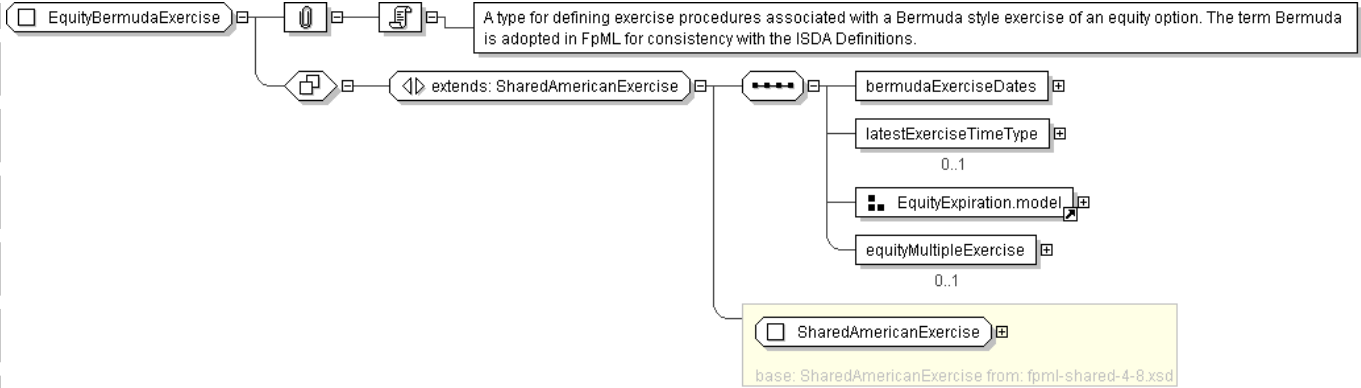 EquityBermudaExercise
A type for defining exercise procedures associated with a Bermuda style exercise of an equity option. The term Bermuda
is adopted in FpML for consistency with the ISDA Definitions.
extends: SharedAmericanExercise
bermudaExerciseDates
latestExerciseTimeType
0..1
EquityExpiration.model
equityMultipleExercise
0..1
SharedAmericanExercise
base: SharedAmericanExercise from: fpml-shared-4-8.xsd